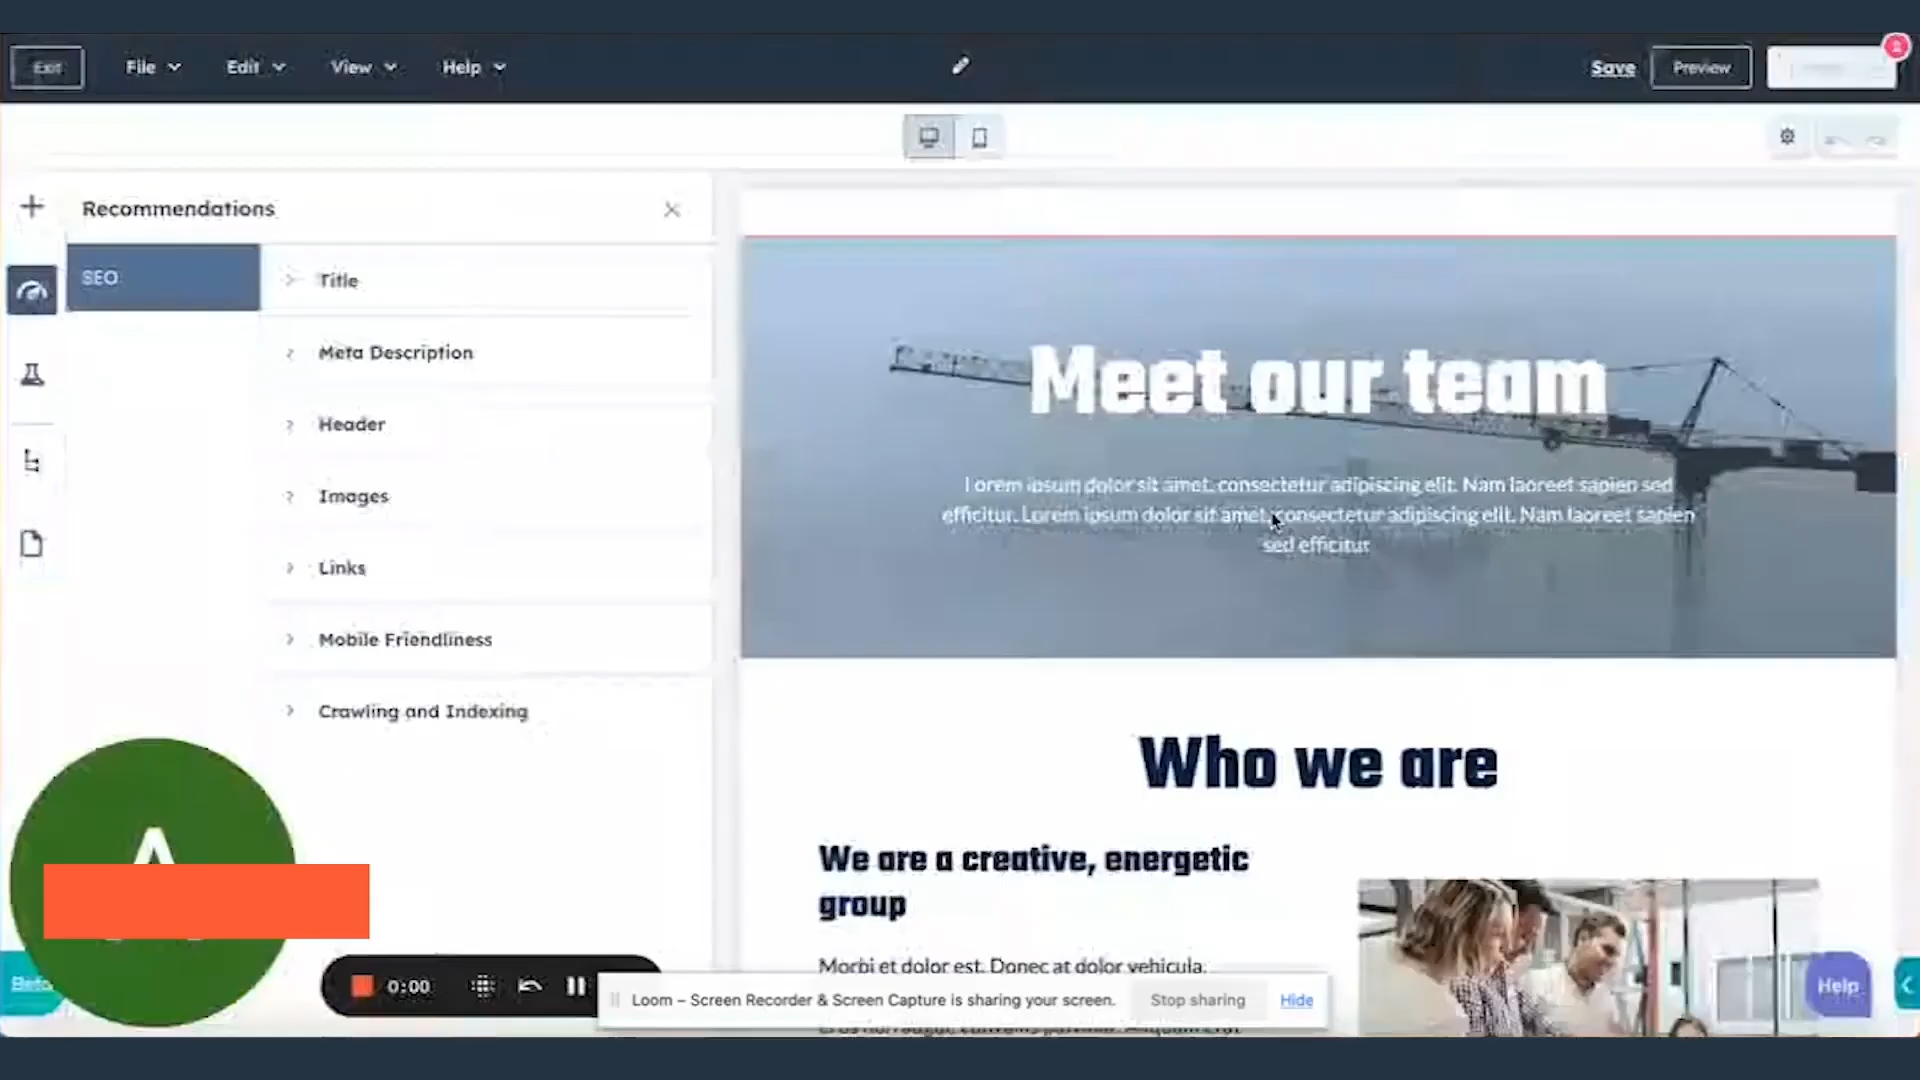 Exit
File
Edit
View
Help
Save
Preview
Recommendations
SEO
Title
Meta Description
Header
Images
Links
Mobile Friendliness
Crawling and Indexing
Meet our team
Lorem ipsum dolor sit amet, consectetur adipiscing elit. Nam laoreet sapien sed
efficitur. Lorem ipsum dolor sit amet, consectetur adipiscing elit. Nam laoreet sapien
sed efficitur
Who we are
We are a creative, energetic
group
Morbi et dolor est. Donec at dolor vehicula,
A
0:00
Loom – Screen Recorder & Screen Capture is sharing your screen.
Stop sharing
Hide
Help